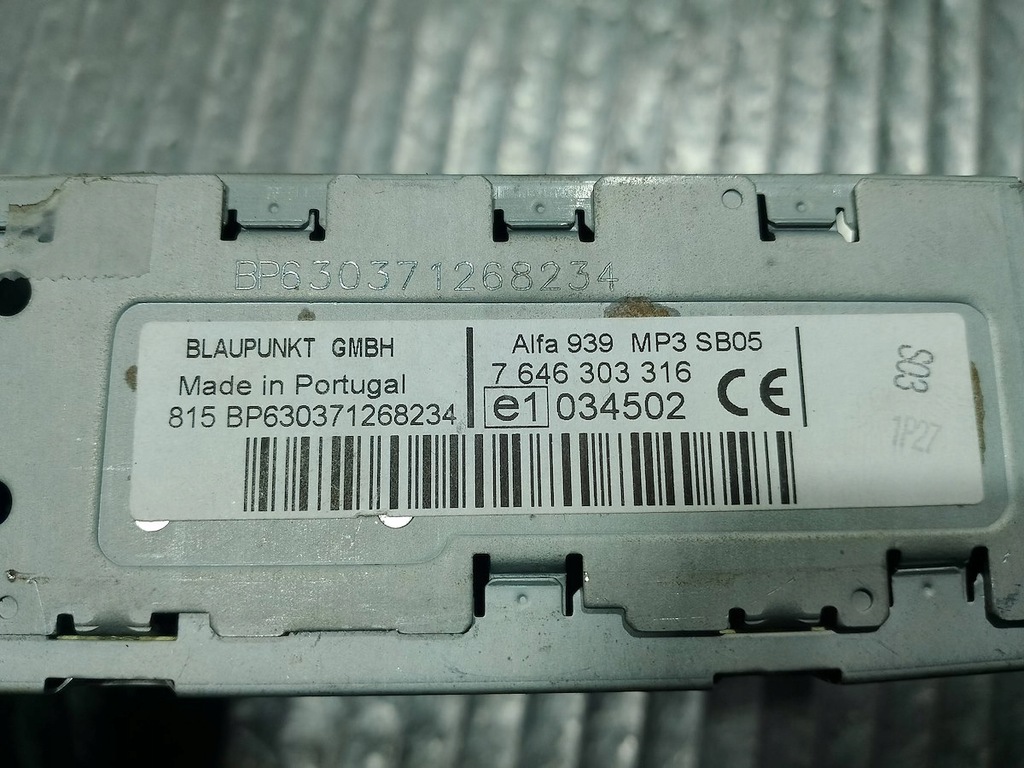 BP630371268234
BLAUPUNKT GMBH
Made in Portugal
815 BP630371268234
Alfa 939 MP3 SB05
7 646 303 316
e1 034502
CE
SC3
1P27